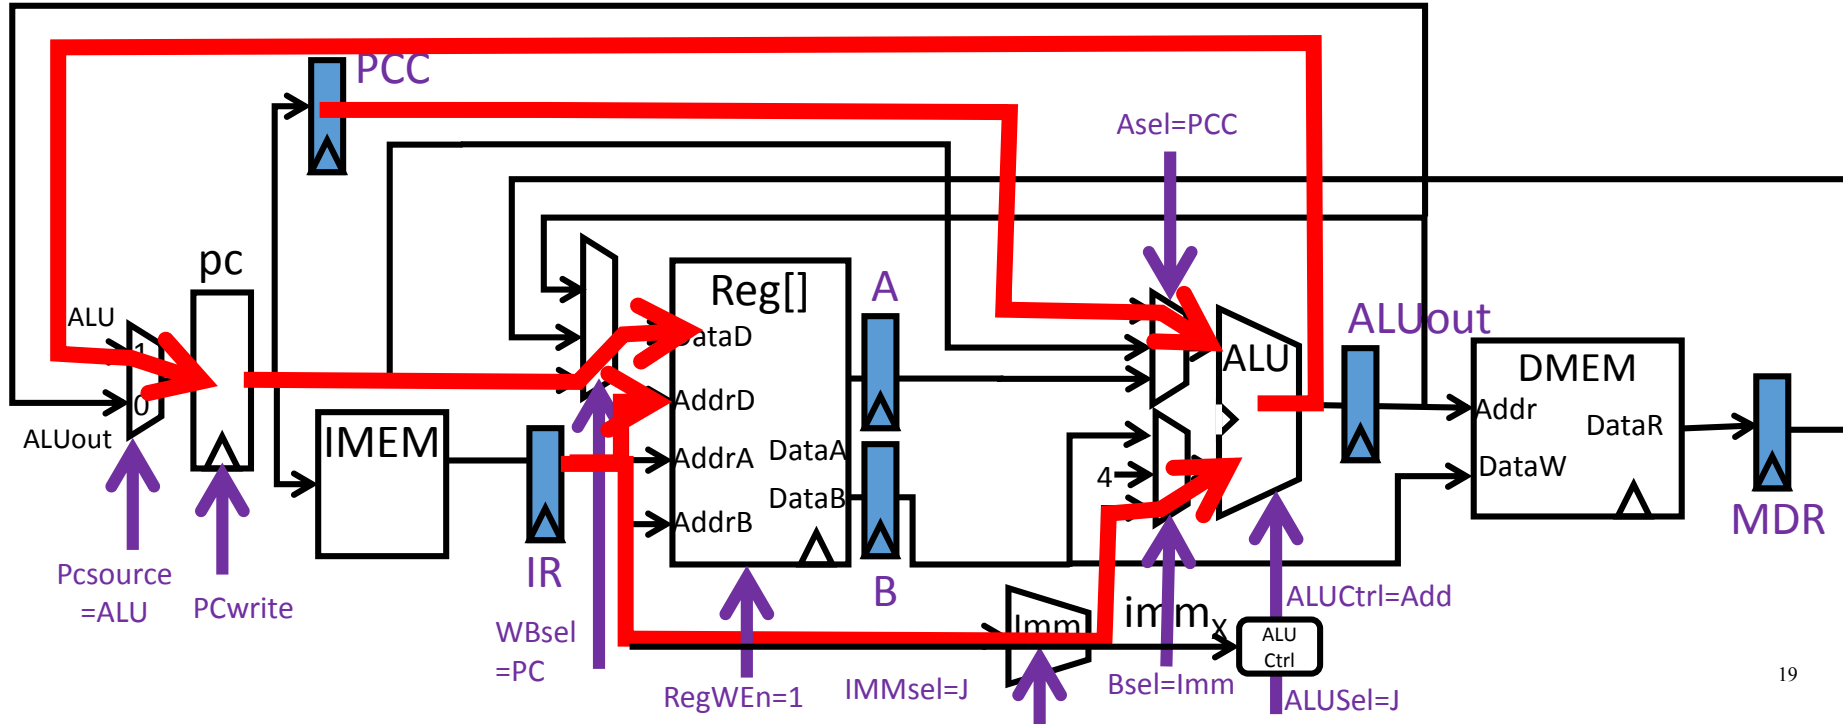 PCC
Asel=PCC
pc
Reg[]
A
ALUout
ALU
1
0
ALUout
DataD
AddrD
AddrA
AddrB
DataA
DataB
IMEM
IR
B
4
ALU
DMEM
Addr
DataR
DataW
MDR
Pcsource
=ALU
PCwrite
WBsel
=PC
RegWEn=1
Imm
IMMsel=J
immX
Bsel=Imm
ALUCtrl=Add
ALU
Ctrl
ALUSel=J
19